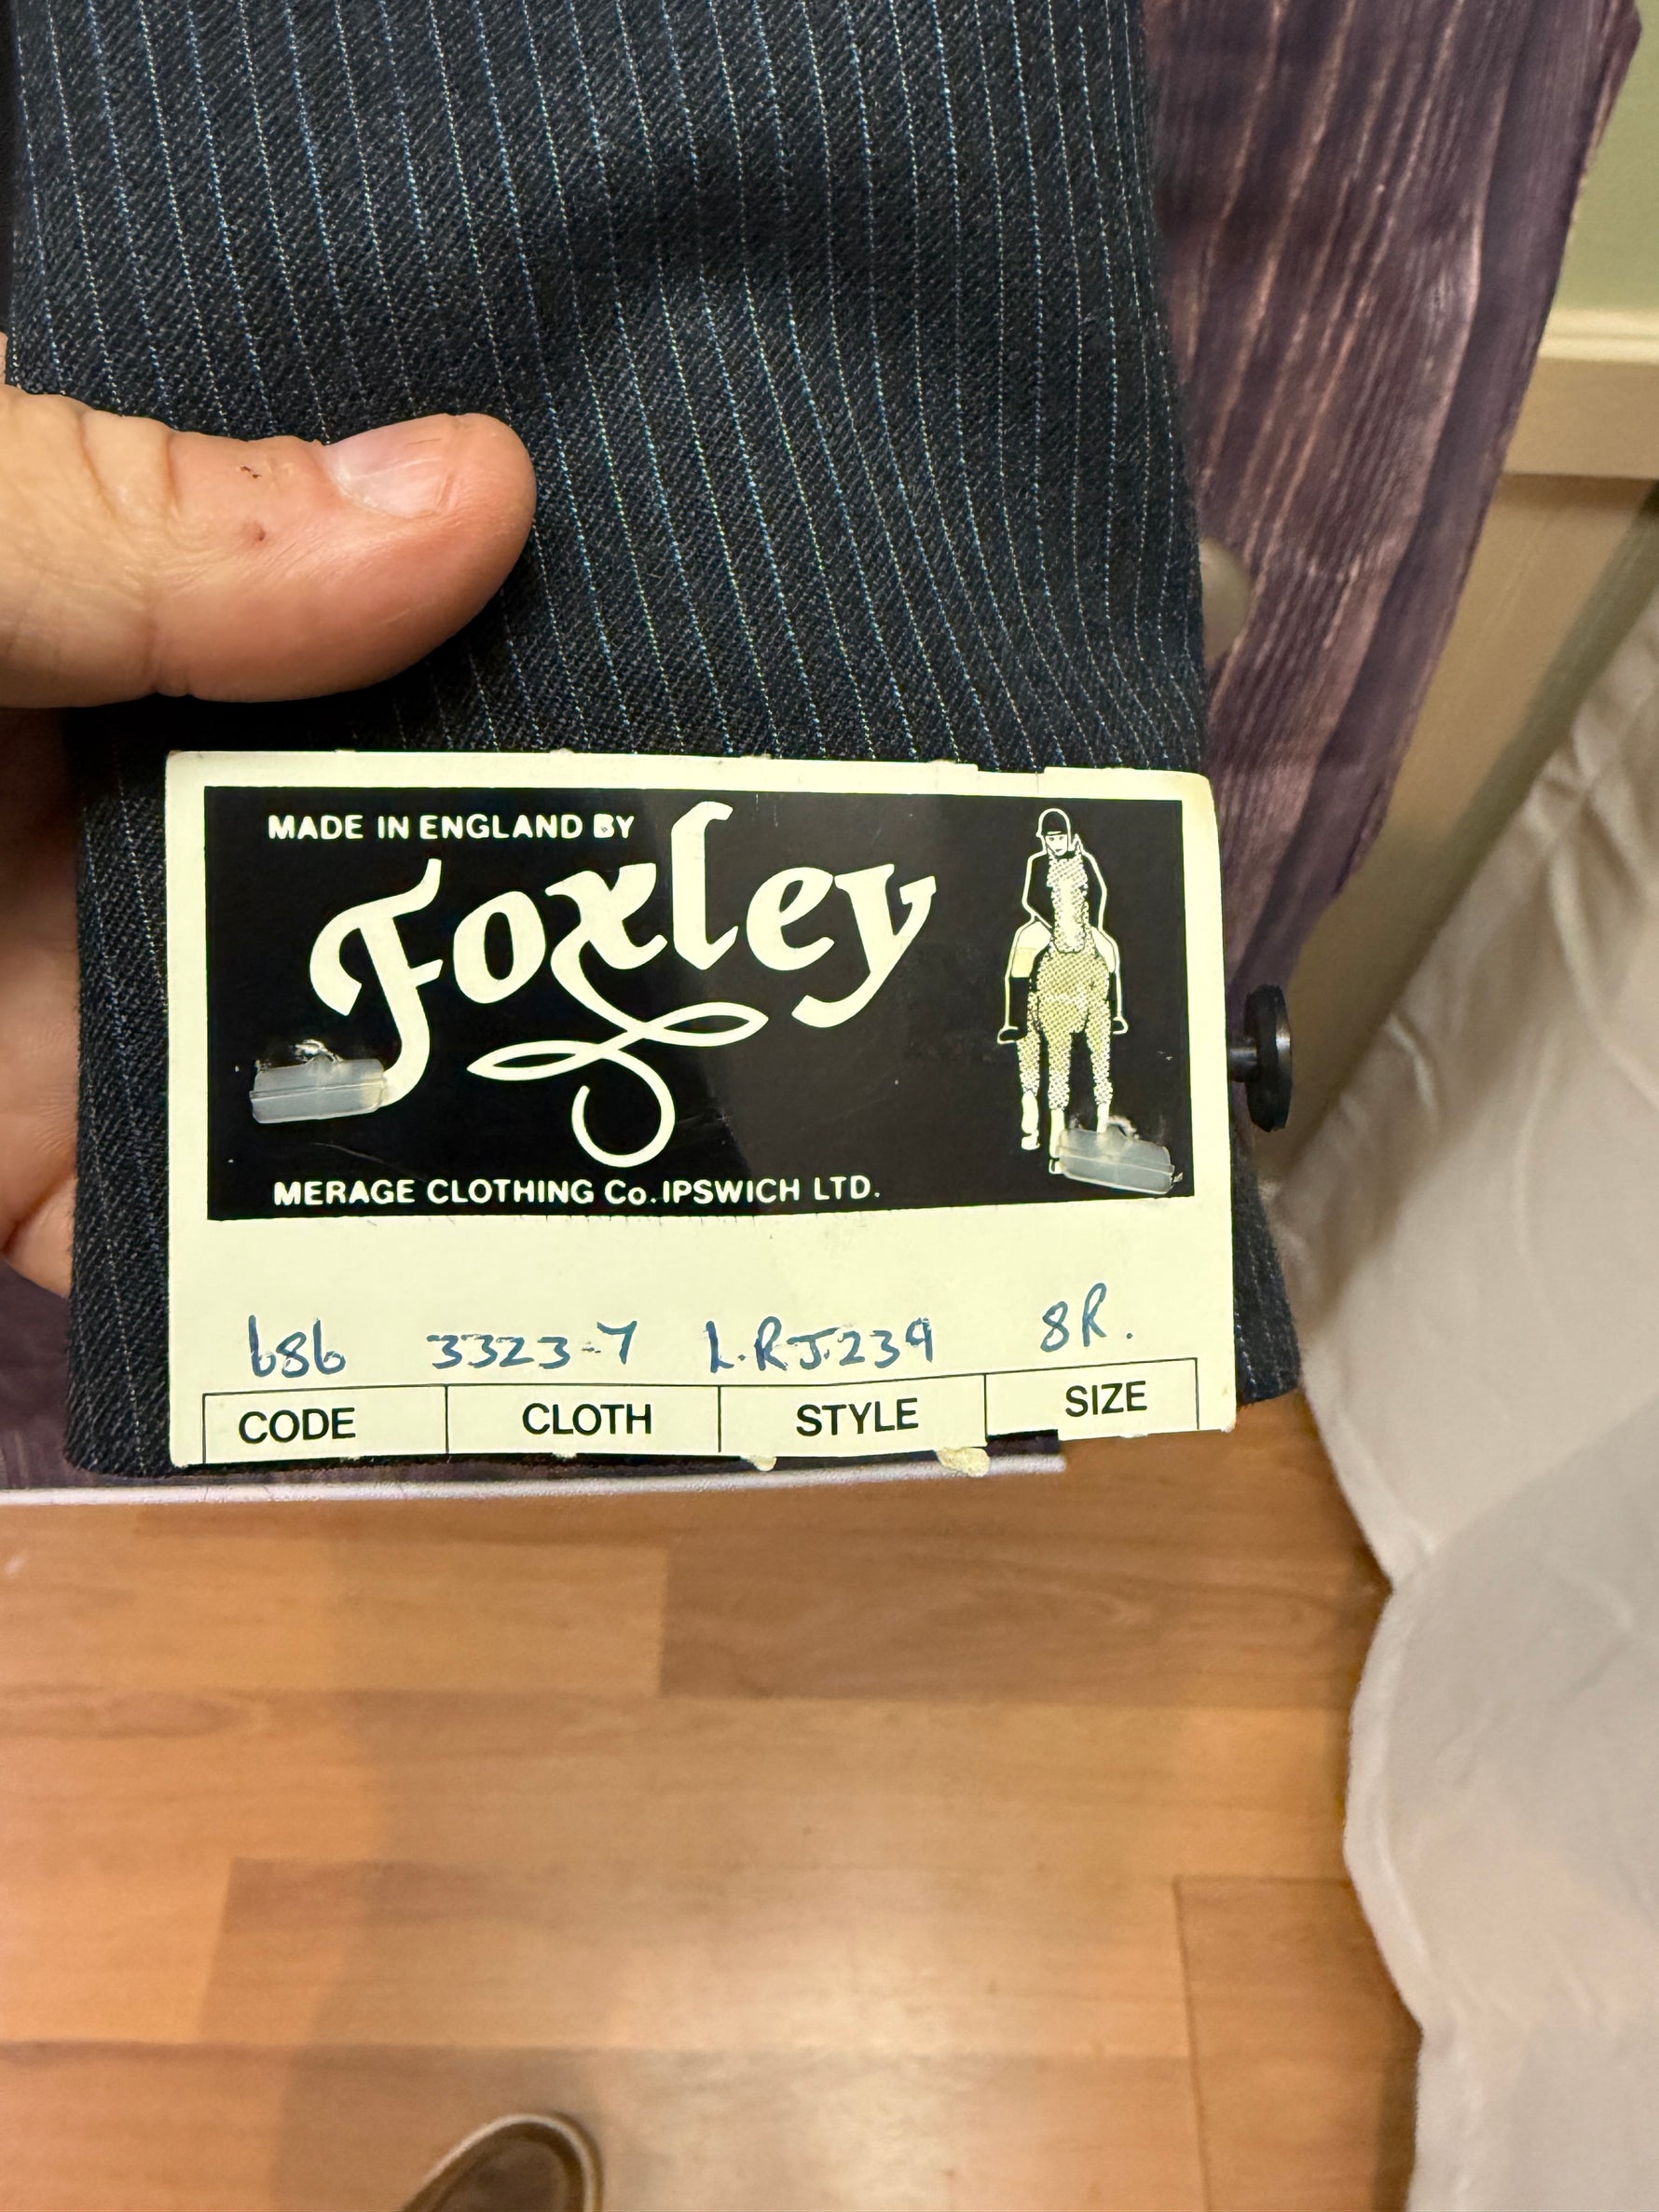 MADE IN ENGLAND BY
Foxley
MERAGE CLOTHING Co. IPSWICH LTD.
686 3323-7 L.RJ.239 8R.
CODE CLOTH STYLE SIZE